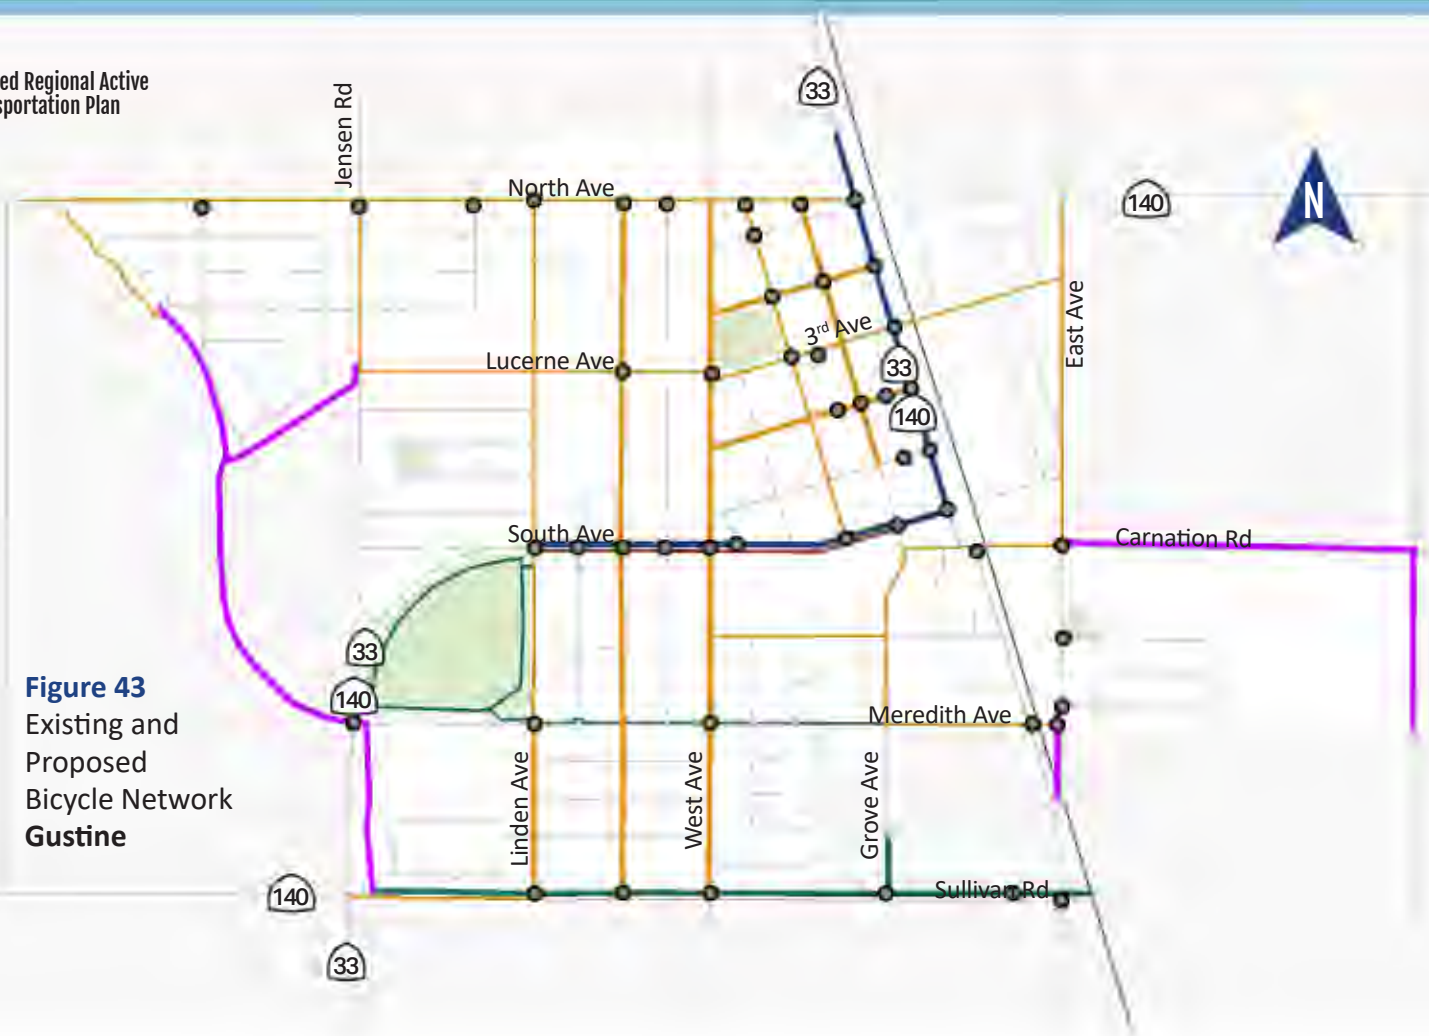 ed Regional Active
sportation Plan
33
Jensen Rd
North Ave
140
N
3rd Ave
East Ave
Lucerne Ave
33
140
South Ave
Carnation Rd
33
140
Figure 43
Existing and
Proposed
Bicycle Network
Gustine
Meredith Ave
Linden Ave
West Ave
Grove Ave
140
Sullivan Rd
33